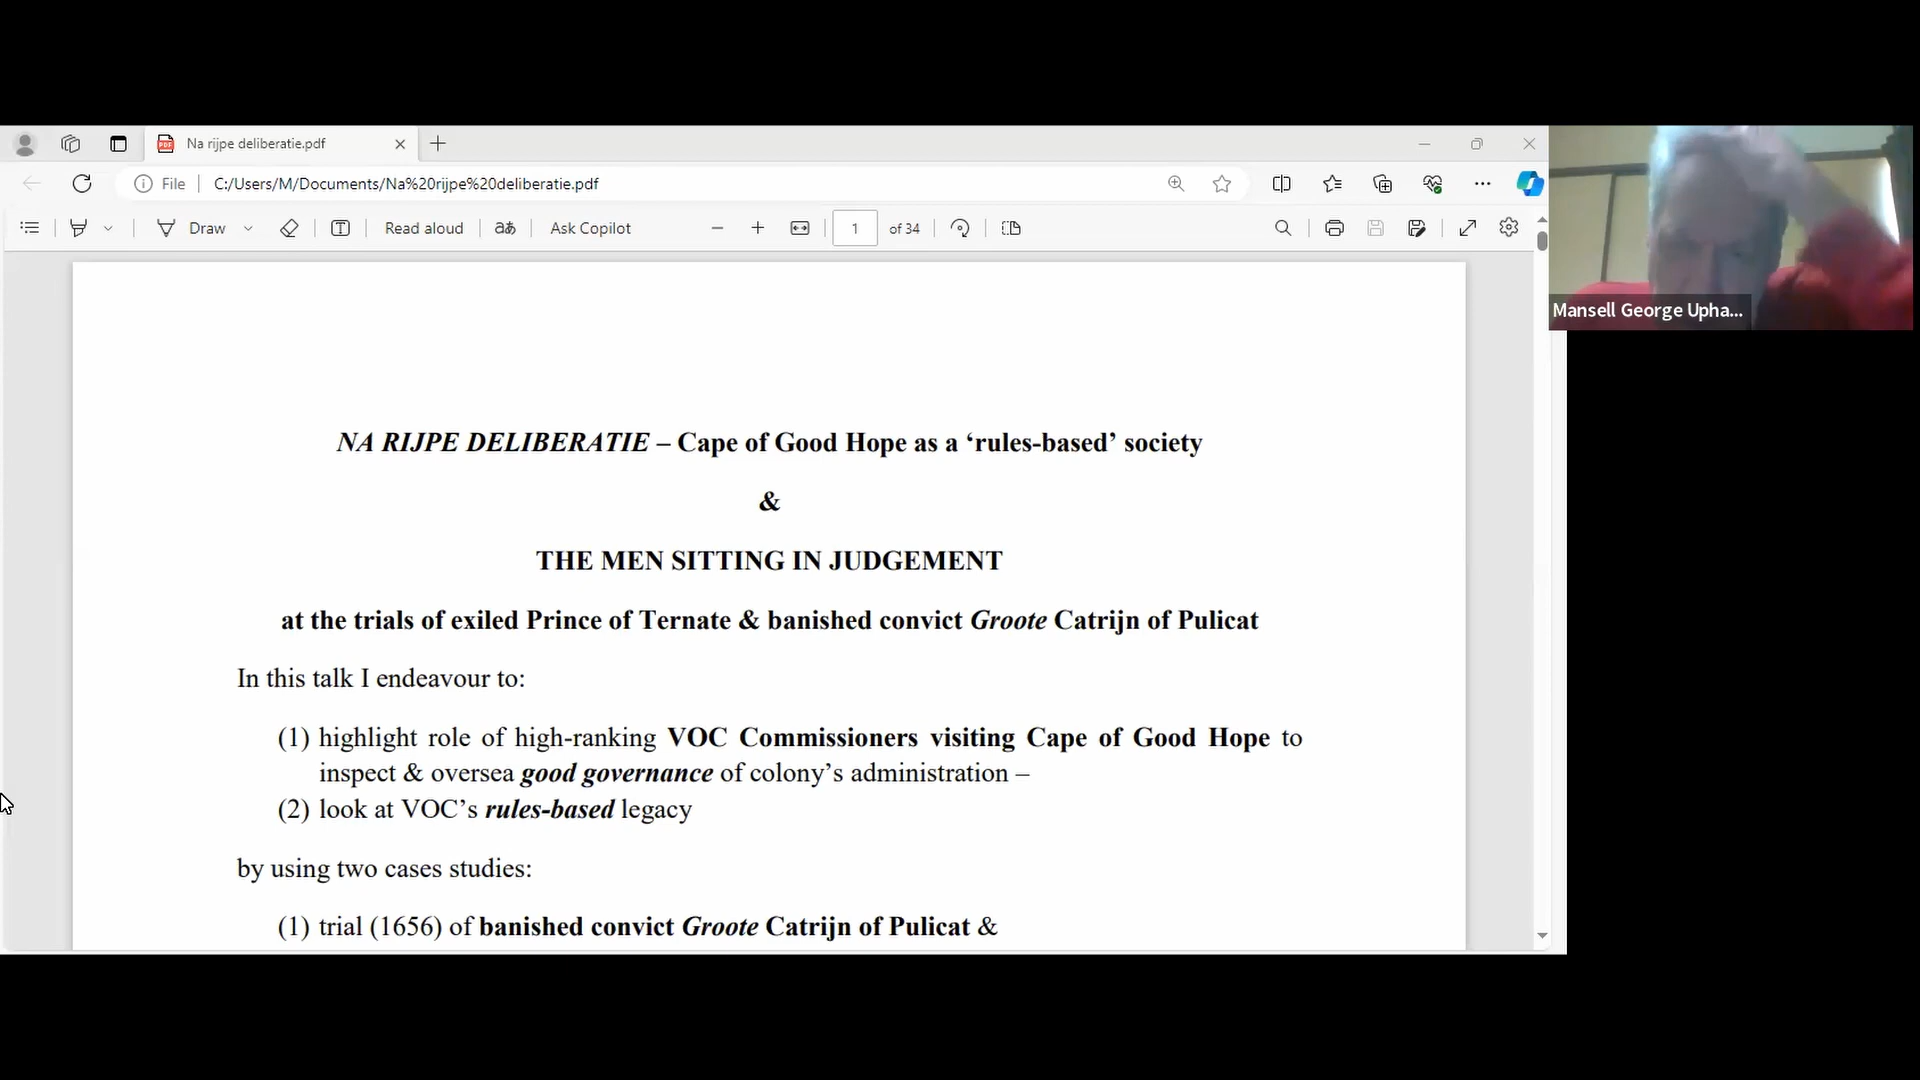 Na rijpe deliberatie.pdf
File
C:/Users/M/Documents/Na%20rijpe%20deliberatie.pdf
Draw
Read aloud
aあ
Ask Copilot
1 of 34
Mansell George Upha...
NA RIJPE DELIBERATIE – Cape of Good Hope as a ‘rules-based’ society
&
THE MEN SITTING IN JUDGEMENT
at the trials of exiled Prince of Ternate & banished convict Groote Catrijn of Pulicat
In this talk I endeavour to:
(1) highlight role of high-ranking VOC Commissioners visiting Cape of Good Hope to
inspect & oversea good governance of colony’s administration –
(2) look at VOC’s rules-based legacy
by using two cases studies:
(1) trial (1656) of banished convict Groote Catrijn of Pulicat &